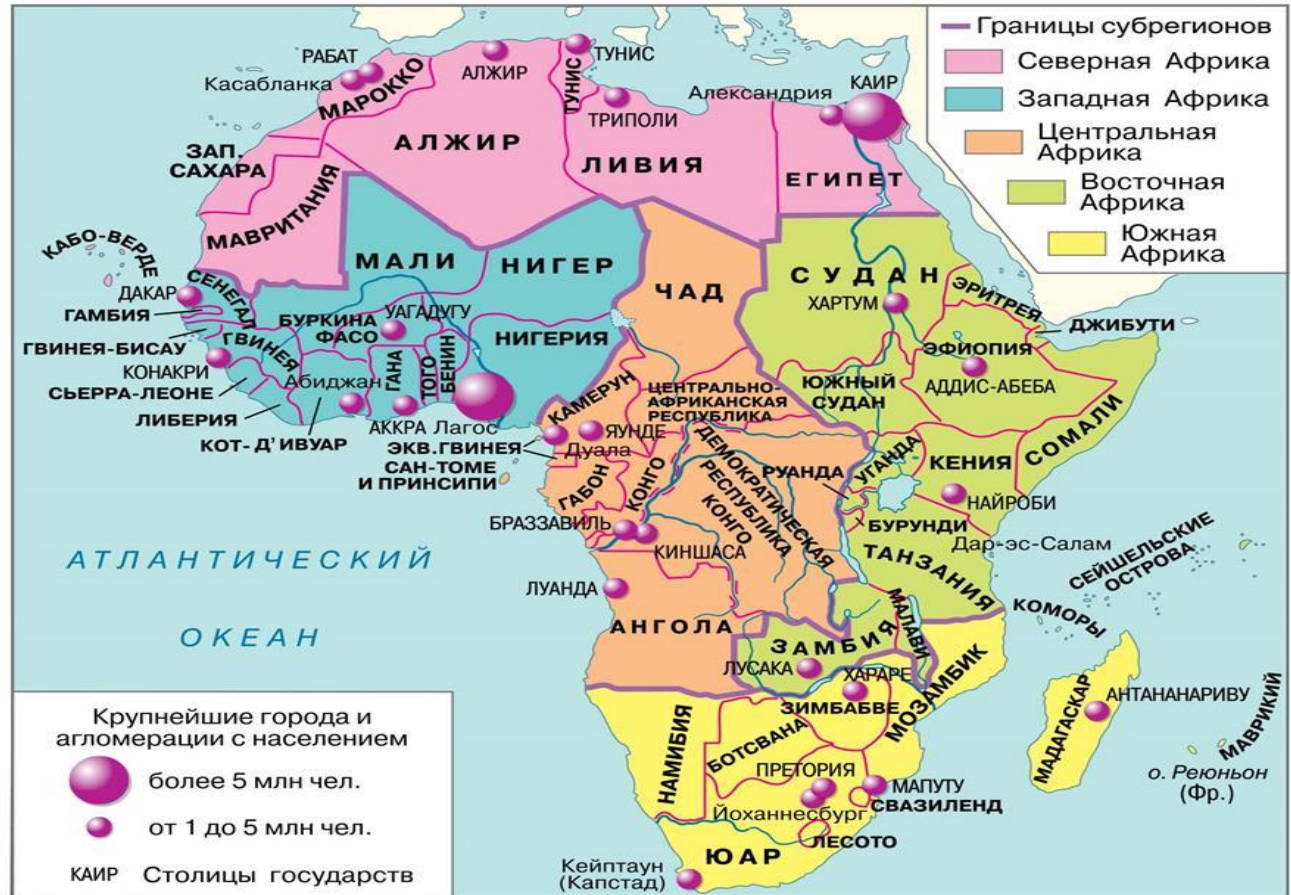 Границы субрегионов
Северная Африка
Западная Африка
Центральная
Африка
Восточная
Африка
Южная
Африка
РАБАТ
Касабланка
МАРОККО
АЛЖИР
ТУНИС
ТУНИС
ТРИПОЛИ
Александрия
КАИР
ЗАП.
САХАРА
АЛЖИР
ЛИВИЯ
ЕГИПЕТ
МАВРИТАНИЯ
КАБО-ВЕРДЕ
МАЛИ
НИГЕР
ЧАД
СУДАН
ХАРТУМ
ЭРИТРЕЯ
ДЖИБУТИ
ДАКАР
СЕНЕГАЛ
ГАМБИЯ
ГВИНЕЯ-БИСАУ
ГВИНЕЯ
КОНАКРИ
СЬЕРРА-ЛЕОНЕ
ЛИБЕРИЯ
КОТ-Д'ИВУАР
БУРКИНА
ФАСО
УАГАДУГУ
Абиджан
ГАНА
ТОГО
БЕНИН
НИГЕРИЯ
АККРА
Лагос
ЭФИОПИЯ
АДДИС-АБЕБА
ЮЖНЫЙ
СУДАН
СОМАЛИ
КАМЕРУН
ЦЕНТРАЛЬНО-
АФРИКАНСКАЯ
РЕСПУБЛИКА
ЭКВ. ГВИНЕЯ
ЯУНДЕ
Дуала
САН-ТОМЕ
И ПРИНСИПИ
ГАБОН
КОНГО
ДЕМОКРАТИЧЕСКАЯ
РЕСПУБЛИКА
КОНГО
РУАНДА
УГАНДА
КЕНИЯ
НАЙРОБИ
БУРУНДИ
БРАЗЗАВИЛЬ
КИНШАСА
Дар-эс-Салам
ТАНЗАНИЯ
СЕЙШЕЛЬСКИЕ
ОСТРОВА
АТЛАНТИЧЕСКИЙ
ОКЕАН
ЛУАНДА
АНГОЛА
ЗАМБИЯ
МАЛАВИ
КОМОРЫ
ЛУСАКА
ХАРАРЕ
ЗИМБАБВЕ
МОЗАМБИК
МАДАГАСКАР
АНТАНАНАРИВУ
МАВРИКИЙ
о. Реюньон
(Фр.)
НАМИБИЯ
БОТСВАНА
ПРЕТОРИЯ
Йоханнесбург
МАПУТУ
СВАЗИЛЕНД
ЛЕСОТО
ЮАР
Кейптаун
(Капстад)
Крупнейшие города и
агломерации с населением
более 5 млн чел.
от 1 до 5 млн чел.
КАИР Столицы государств